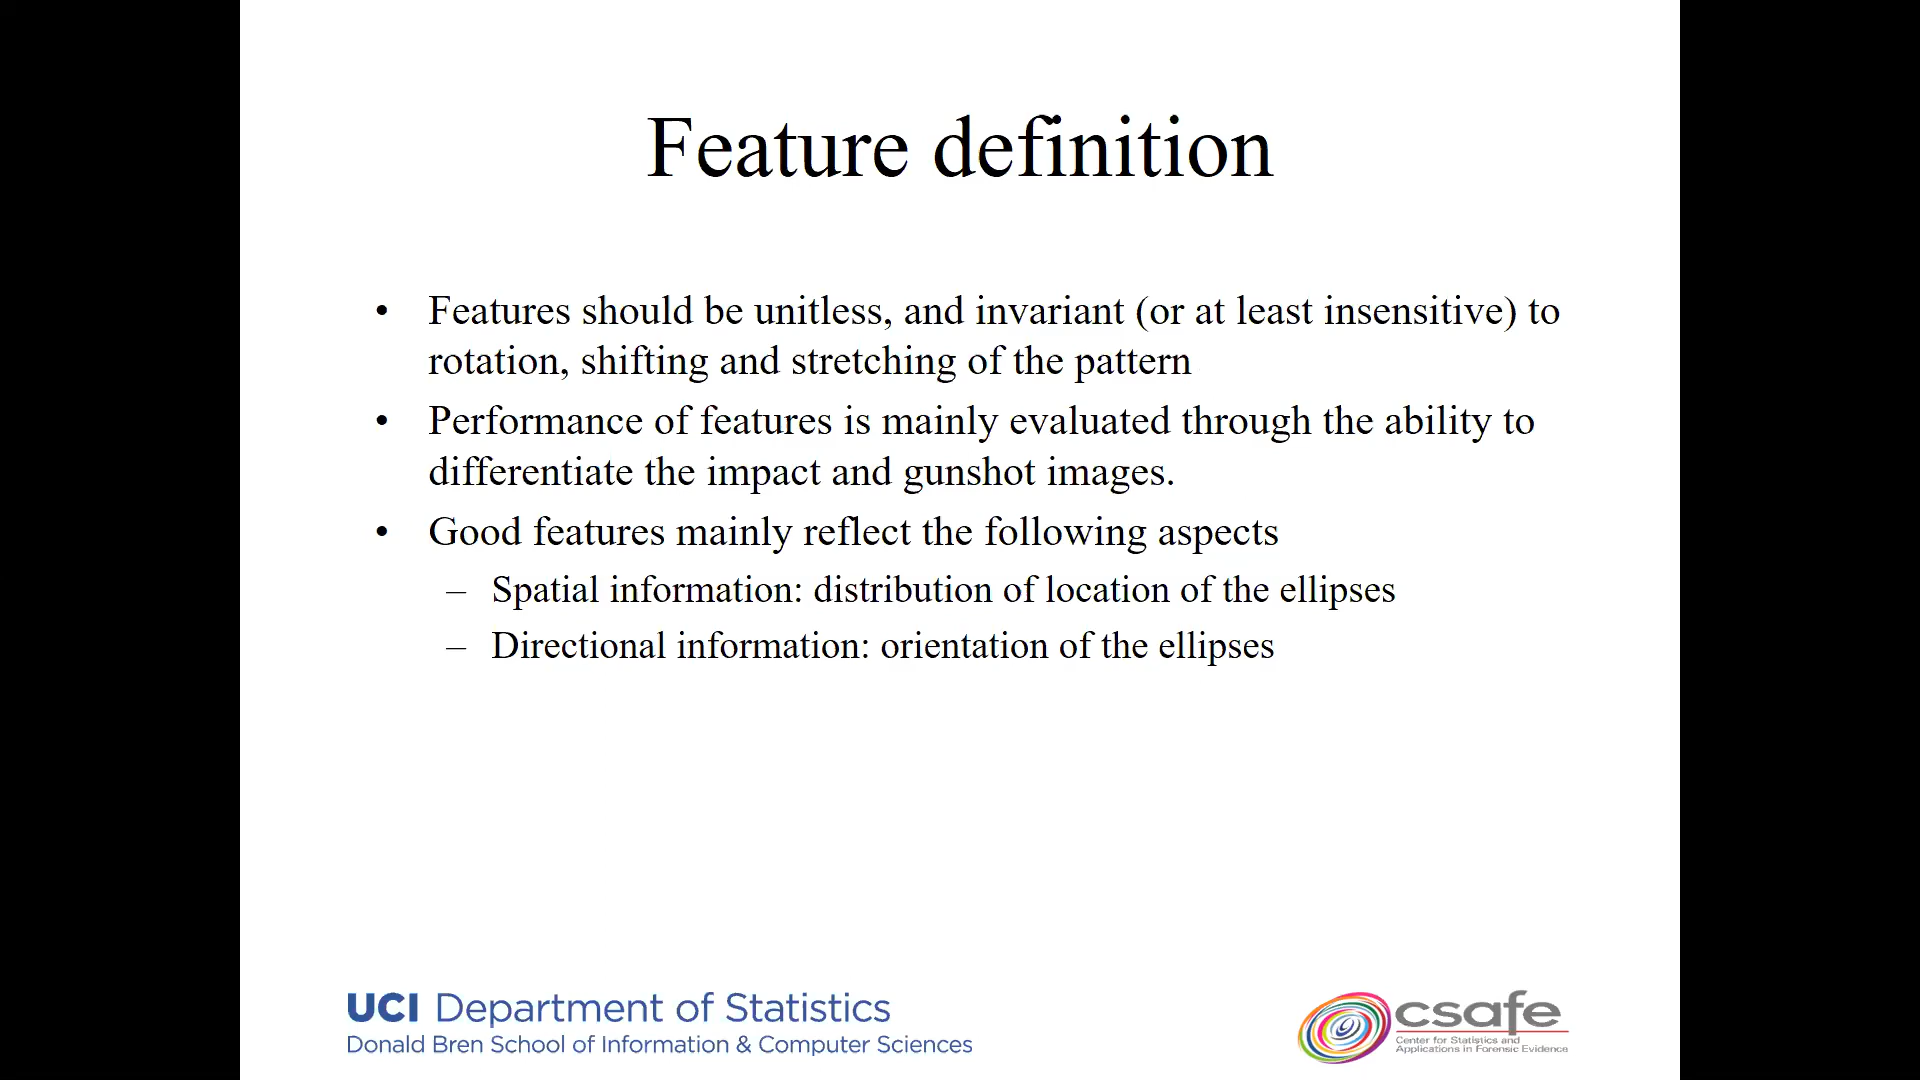 Feature definition
• Features should be unitless, and invariant (or at least insensitive) to
rotation, shifting and stretching of the pattern
• Performance of features is mainly evaluated through the ability to
differentiate the impact and gunshot images.
• Good features mainly reflect the following aspects
– Spatial information: distribution of location of the ellipses
– Directional information: orientation of the ellipses
UCI Department of Statistics
Donald Bren School of Information & Computer Sciences
csafe
Center for Statistics and
Applications in Forensic Evidence